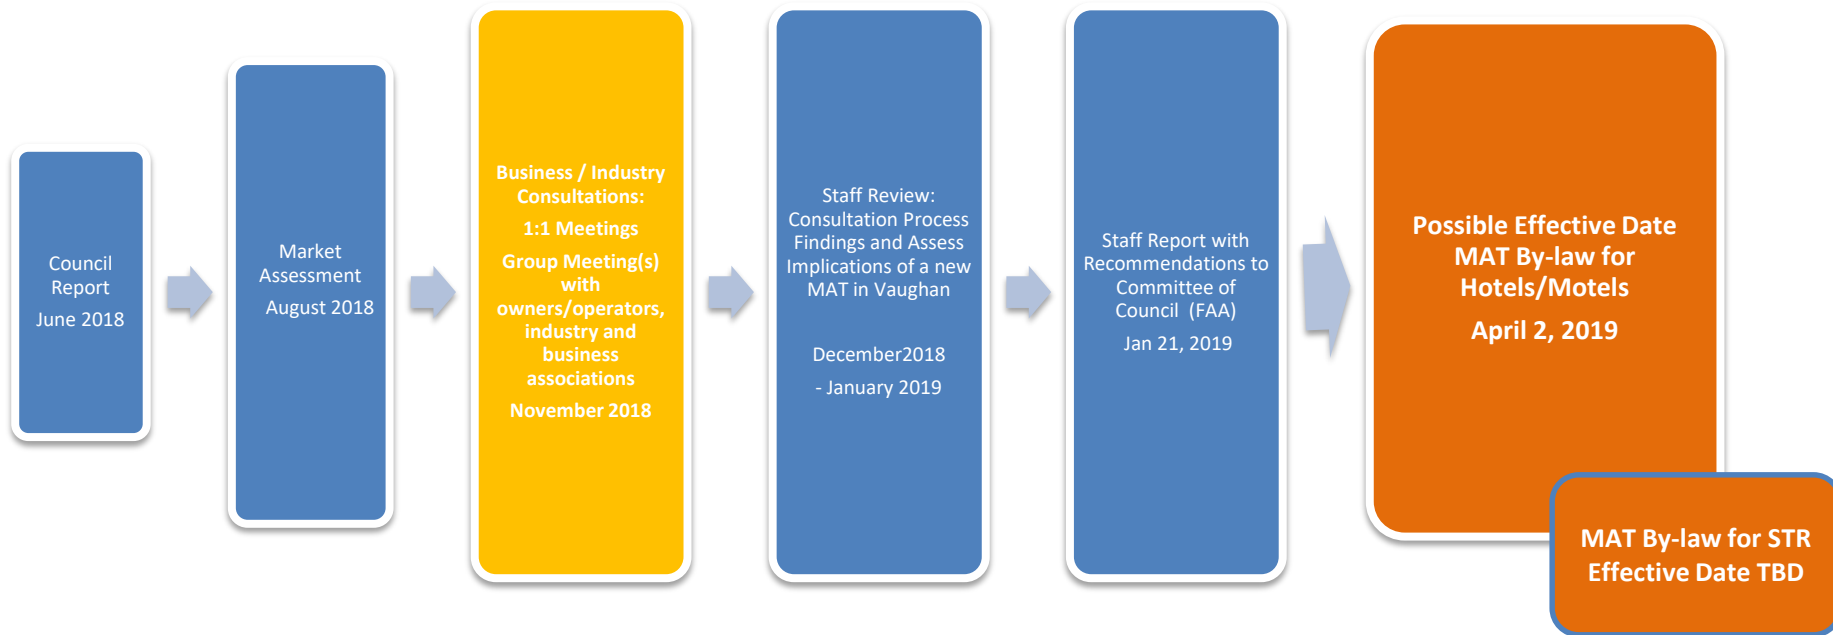 Council
Report
June 2018
Market
Assessment
August 2018
Business / Industry
Consultations:
1:1 Meetings
Group Meeting(s)
with
owners/operators,
industry and
business
associations
November 2018
Staff Review:
Consultation Process
Findings and Assess
Implications of a new
MAT in Vaughan
December2018
- January 2019
Staff Report with
Recommendations to
Committee of
Council (FAA)
Jan 21, 2019
Possible Effective Date
MAT By-law for
Hotels/Motels
April 2, 2019
MAT By-law for STR
Effective Date TBD